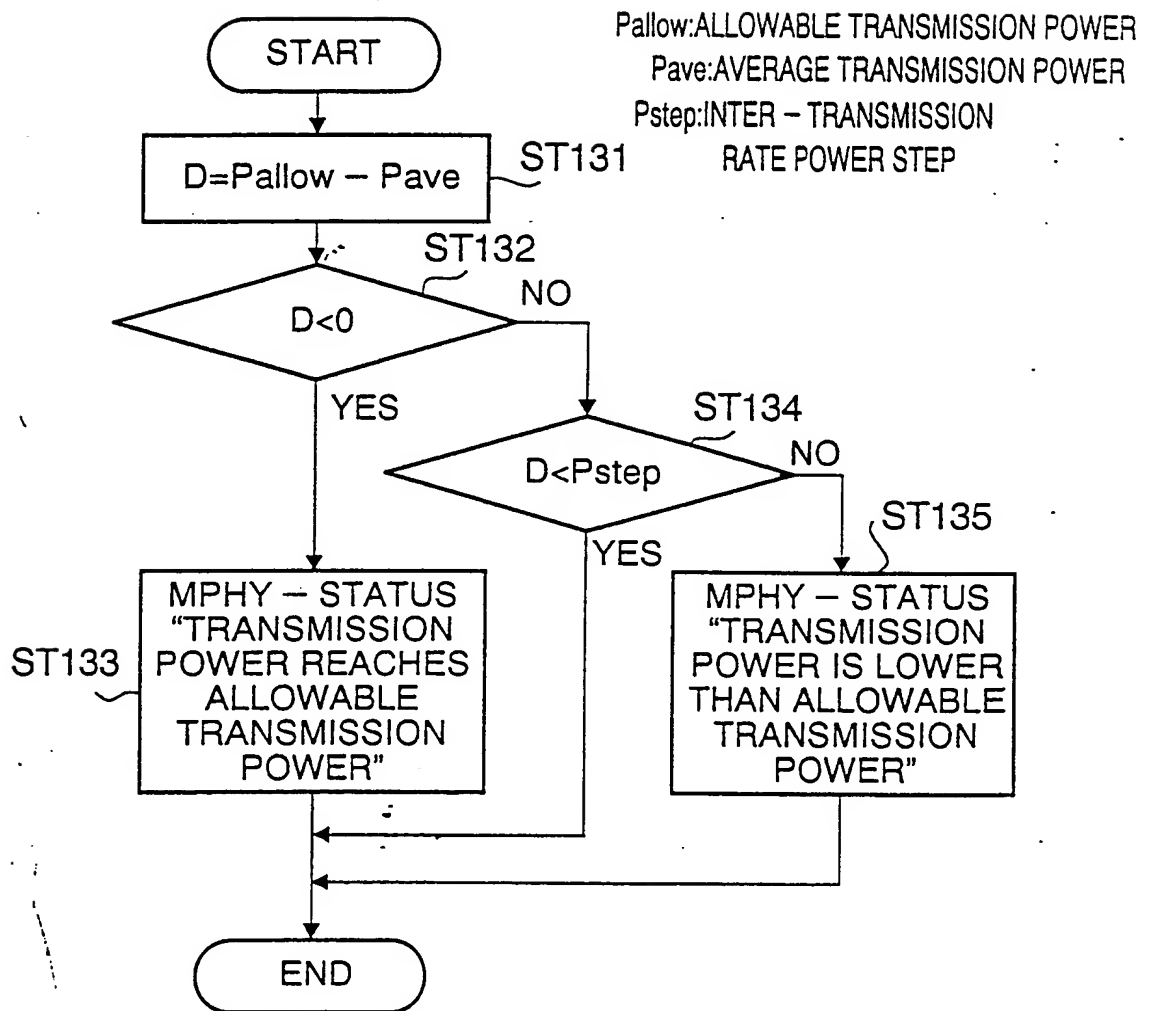 Pallow:ALLOWABLE TRANSMISSION POWER
Pave:AVERAGE TRANSMISSION POWER
Pstep:INTER – TRANSMISSION
RATE POWER STEP
START
D=Pallow – Pave
ST131
ST132
D<0
NO
YES
ST134
D<Pstep
NO
YES
ST135
ST133
MPHY – STATUS
“TRANSMISSION
POWER REACHES
ALLOWABLE
TRANSMISSION
POWER”
MPHY – STATUS
“TRANSMISSION
POWER IS LOWER
THAN ALLOWABLE
TRANSMISSION
POWER”
END